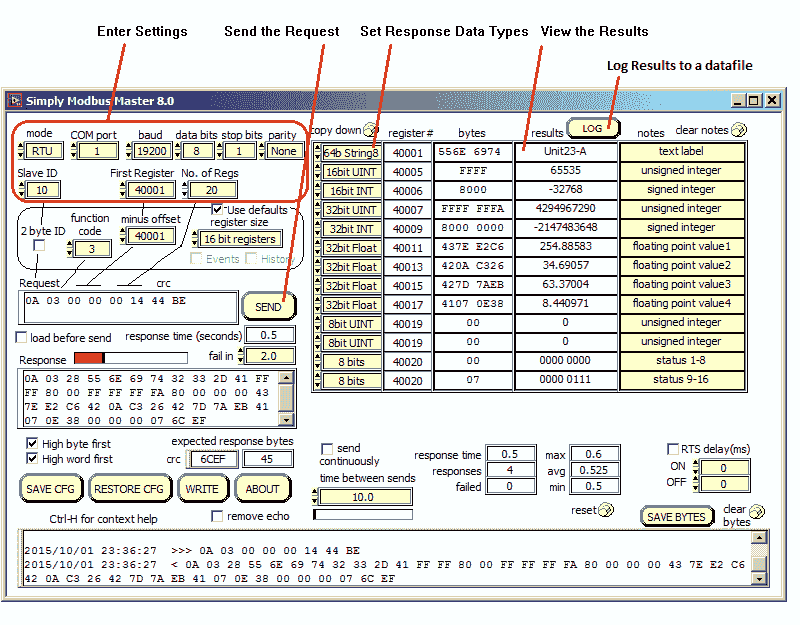 Enter Settings Send the Request Set Response Data Types View the Results
Log Results to a datafile
Simply Modbus Master 8.0
mode COM port baud data bits stop bits parity
RTU 1 19200 8 1 None
Slave ID First Register No. of Regs
10 40001 20
2 byte ID function code minus offset Use defaults register size
3 40001 16 bit registers
Events History
Request crc
0A 03 00 00 00 14 44 BE
SEND
load before send response time (seconds) 0.5
Response fail in 2.0
0A 03 28 55 6E 69 74 32 33 2D 41 FF
FF 80 00 FF FF FF FA 80 00 00 00 43
7E E2 C6 42 0A C3 26 42 7D 7A EB 41
07 0E 38 00 00 00 07 6C EF
High byte first expected response bytes
High word first crc 6CEF 45
SAVE CFG RESTORE CFG WRITE ABOUT
Ctrl-H for context help remove echo
copy down register # bytes results LOG notes clear notes
64b String8 40001 556E 6974 Unit23-A text label
16bit UINT 40005 FFFF 65535 unsigned integer
16bit INT 40006 8000 -32768 signed integer
32bit UINT 40007 FFFF FFFA 4294967290 unsigned integer
32bit INT 40009 8000 0000 -2147483648 signed integer
32bit Float 40011 437E E2C6 254.88583 floating point value1
32bit Float 40013 420A C326 34.69057 floating point value2
32bit Float 40015 427D 7AEB 63.37004 floating point value3
32bit Float 40017 4107 0E38 8.440971 floating point value4
8bit UINT 40019 00 0 unsigned integer
8bit UINT 40019 00 0 unsigned integer
8 bits 40020 00 0000 0000 status 1-8
8 bits 40020 07 0000 0111 status 9-16
send continuously
time between sends
10.0
response time 0.5 max 0.6
responses 4 avg 0.525
failed 0 min 0.5
reset
RTS delay(ms)
ON 0
OFF 0
SAVE BYTES clear bytes
2015/10/01 23:36:27 >>> 0A 03 00 00 00 14 44 BE
2015/10/01 23:36:27 < 0A 03 28 55 6E 69 74 32 33 2D 41 FF FF 80 00 FF FF FF FA 80 00 00 00 43 7E E2 C6
42 0A C3 26 42 7D 7A EB 41 07 0E 38 00 00 00 07 6C EF